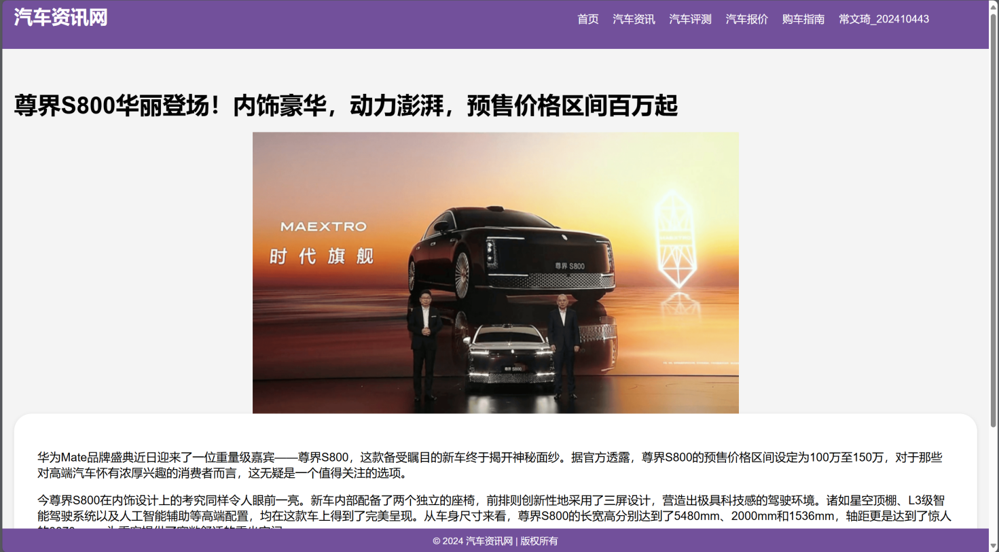 汽车资讯网
首页 汽车资讯 汽车评测 汽车报价 购车指南 常文琦_202410443
尊界S800华丽登场！内饰豪华，动力澎湃，预售价格区间百万起
MAEXTRO
时代旗舰
尊界 S800
尊界 S800
华为Mate品牌盛典近日迎来了一位重量级嘉宾——尊界S800，这款备受瞩目的新车终于揭开神秘面纱。据官方透露，尊界S800的预售价格区间设定为100万至150万，对于那些
对高端汽车怀有浓厚兴趣的消费者而言，这无疑是一个值得关注的选项。
今尊界S800在内饰设计上的考究同样令人眼前一亮。新车内部配备了两个独立的座椅，前排则创新性地采用了三屏设计，营造出极具科技感的驾驶环境。诸如星空顶棚、L3级智
能驾驶系统以及人工智能辅助等高端配置，均在这款车上得到了完美呈现。从车身尺寸来看，尊界S800的长宽高分别达到了5480mm、2000mm和1536mm，轴距更是达到了惊人
© 2024 汽车资讯网 | 版权所有